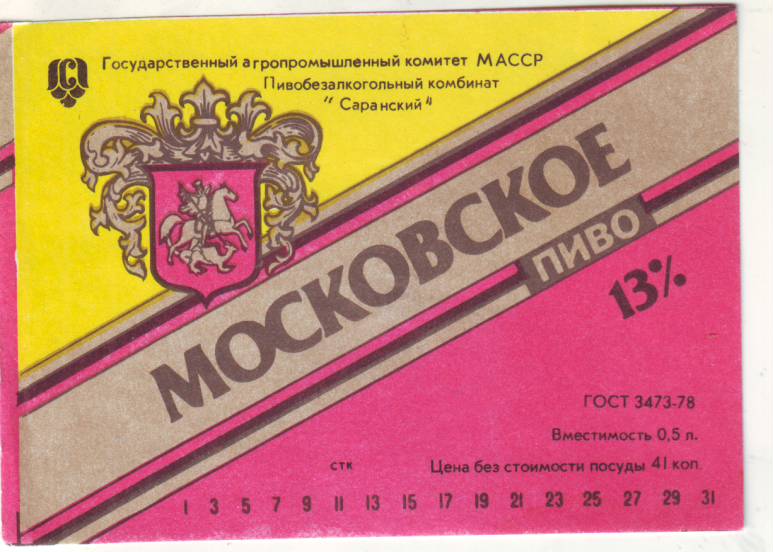 Государственный агропромышленный комитет МАССР
Пивобезалкогольный комбинат
"Саранский"
МОСКОВСКОЕ
ПИВО
13%
ГОСТ 3473-78
Вместимость 0,5 л.
стк Цена без стоимости посуды 41 коп.
1 3 5 7 9 11 13 15 17 19 21 23 25 27 29 31